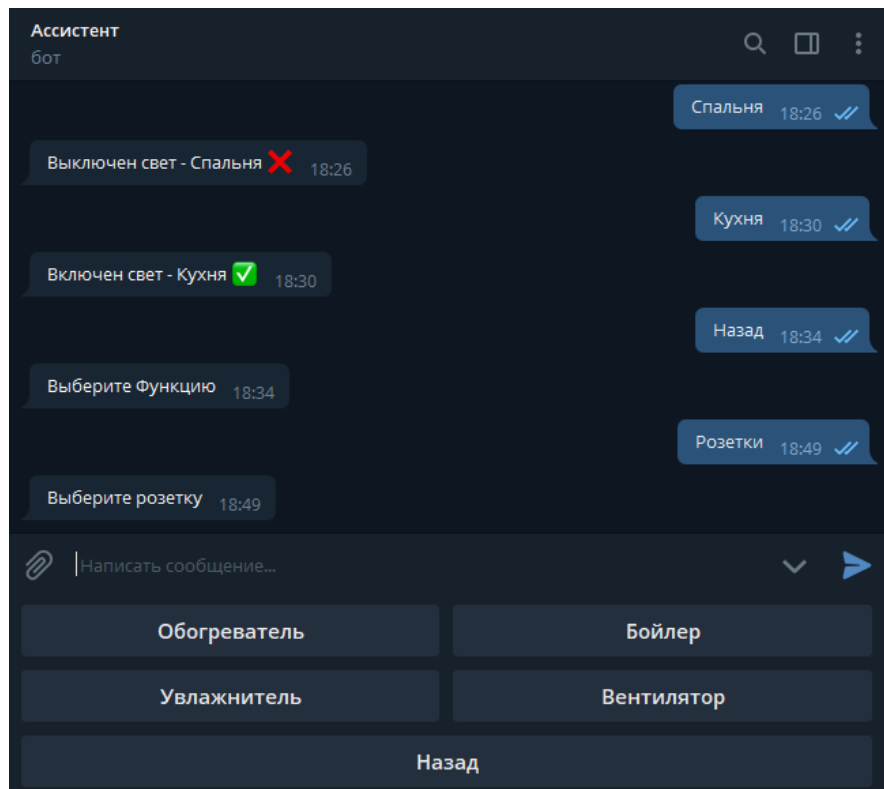 Ассистент
бот
Спальня 18:26
Выключен свет - Спальня ❌ 18:26
Кухня 18:30
Включен свет - Кухня ✅ 18:30
Назад 18:34
Выберите Функцию 18:34
Розетки 18:49
Выберите розетку 18:49
Написать сообщение...
Обогреватель Бойлер
Увлажнитель Вентилятор
Назад